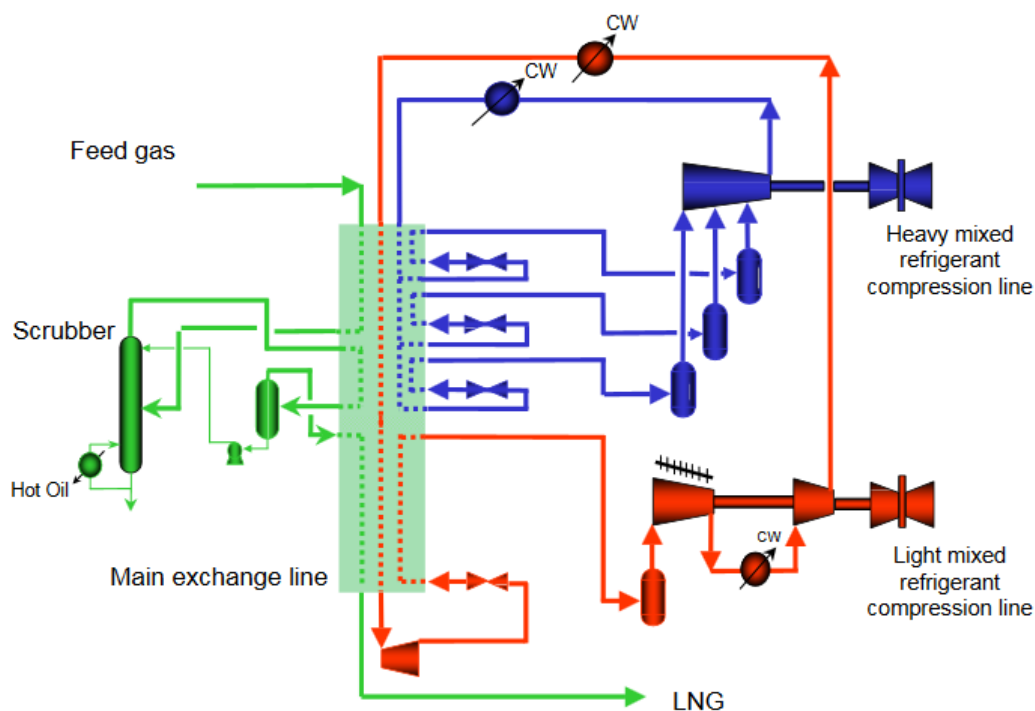 CW
CW
Feed gas
Heavy mixed
refrigerant
compression line
Scrubber
Hot Oil
CW
Main exchange line
Light mixed
refrigerant
compression line
LNG